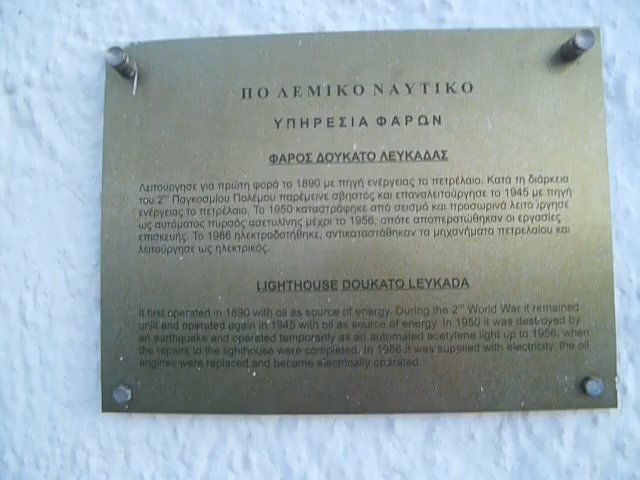 ΠΟΛΕΜΙΚΟ ΝΑΥΤΙΚΟ
ΥΠΗΡΕΣΙΑ ΦΑΡΩΝ
ΦΑΡΟΣ ΔΟΥΚΑΤΟ ΛΕΥΚΑΔΑΣ
Λειτούργησε για πρώτη φορά το 1890 με πηγή ενέργειας το πετρέλαιο. Κατά τη διάρκεια
του 2ου Παγκοσμίου Πολέμου παρέμεινε σβηστός και επαναλειτούργησε το 1945 με πηγή
ενέργειας το πετρέλαιο. Το 1950 καταστράφηκε από σεισμό και προσωρινά λειτούργησε
ως αυτόματος πυρσός ασετυλίνης μέχρι το 1956, οπότε αποπερατώθηκαν οι εργασίες
επισκευής. Το 1986 ηλεκτροδοτήθηκε, αντικαταστάθηκαν τα μηχανήματα πετρελαίου και
λειτούργησε ως ηλεκτρικός.
LIGHTHOUSE DOUKATO LEYKADA
It first operated in 1890 with oil as source of energy. During the 2nd World War it remained
unlit and operated again in 1945 with oil as source of energy. In 1950 it was destroyed by
an earthquake and operated temporarily as an automated acetylene light up to 1956, when
the repairs to the lighthouse were completed. In 1986 it was supplied with electricity, the oil
engines were replaced and became electrically operated.